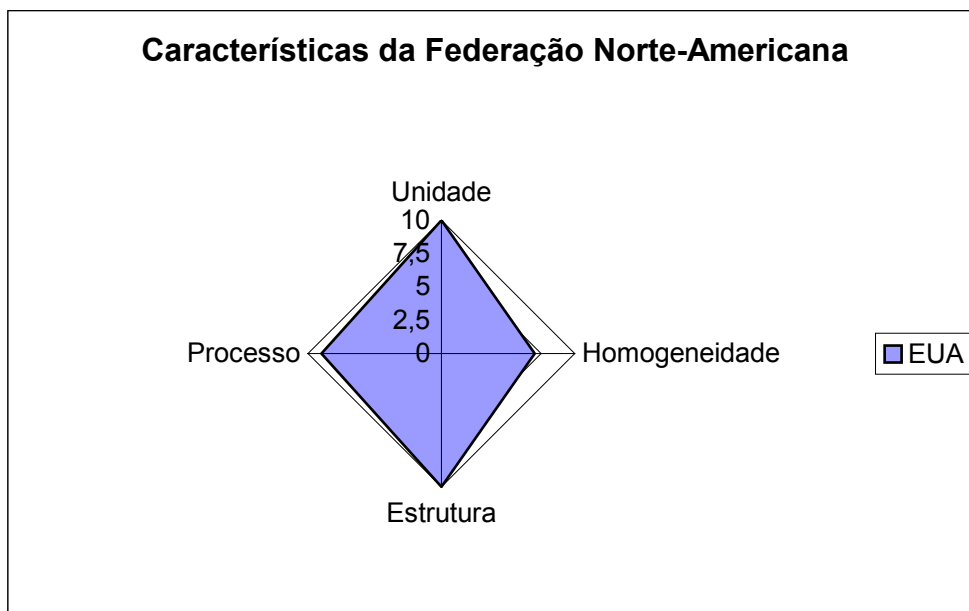 Características da Federação Norte-Americana
Unidade
10
7,5
5
2,5
0
Processo
Homogeneidade
EUA
Estrutura